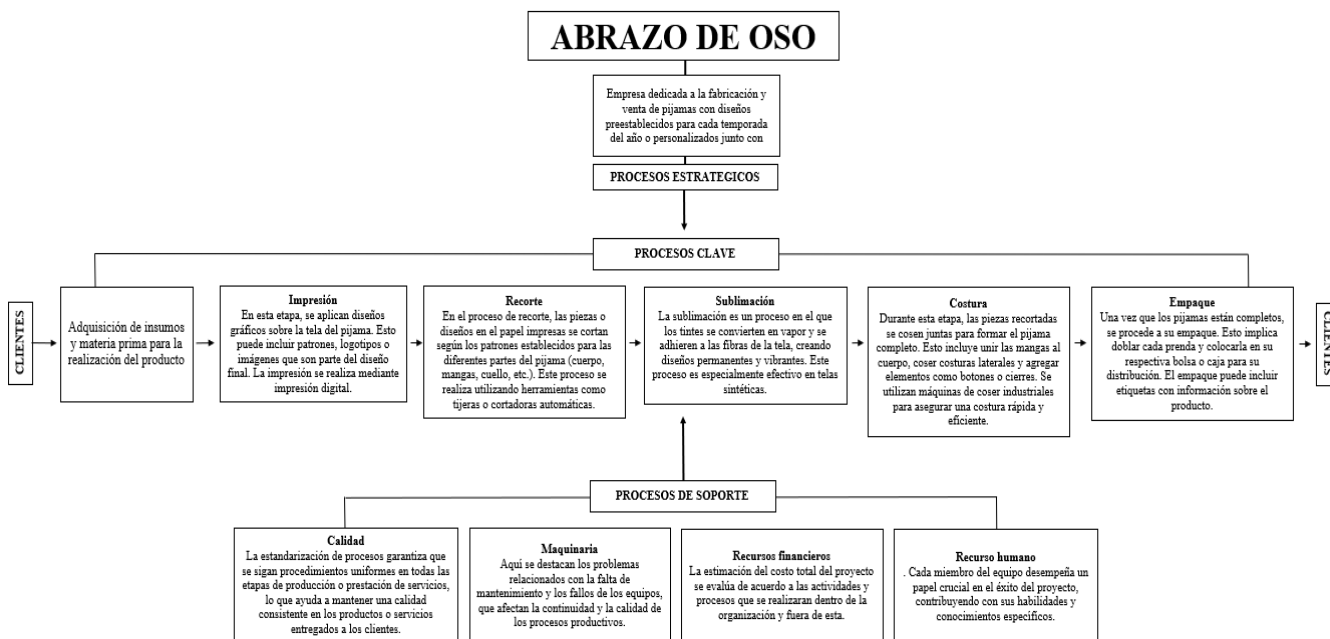 ABRAZO DE OSO
Empresa dedicada a la fabricación y
venta de pijamas con diseños
preestablecidos para cada temporada
del año o personalizados junto con
PROCESOS ESTRATEGICOS
PROCESOS CLAVE
CLIENTES
Adquisición de insumos
y materia prima para la
realización del producto
Impresión
En esta etapa, se aplican diseños
gráficos sobre la tela del pijama. Esto
puede incluir patrones, logotipos o
imágenes que son parte del diseño
final. La impresión se realiza mediante
impresión digital.
Recorte
En el proceso de recorte, las piezas o
diseños en el papel impresas se cortan
según los patrones establecidos para las
diferentes partes del pijama (cuerpo,
mangas, cuello, etc.). Este proceso se
realiza utilizando herramientas como
tijeras o cortadoras automáticas.
Sublimación
La sublimación es un proceso en el que
los tintes se convierten en vapor y se
adhieren a las fibras de la tela, creando
diseños permanentes y vibrantes. Este
proceso es especialmente efectivo en telas
sintéticas.
Costura
Durante esta etapa, las piezas recortadas
se cosen juntas para formar el pijama
completo. Esto incluye unir las mangas al
cuerpo, coser costuras laterales y agregar
elementos como botones o cierres. Se
utilizan máquinas de coser industriales
para asegurar una costura rápida y
eficiente.
Empaque
Una vez que los pijamas están completos,
se procede a su empaque. Esto implica
doblar cada prenda y colocarla en su
respectiva bolsa o caja para su
distribución. El empaque puede incluir
etiquetas con información sobre el
producto.
CLIENTES
PROCESOS DE SOPORTE
Calidad
La estandarización de procesos garantiza que
se sigan procedimientos uniformes en todas las
etapas de producción o prestación de servicios,
lo que ayuda a mantener una calidad
consistente en los productos o servicios
entregados a los clientes.
Maquinaria
Aqui se destacan los problemas
relacionados con la falta de
mantenimiento y los fallos de los equipos,
que afectan la continuidad y la calidad de
los procesos productivos.
Recursos financieros
La estimación del costo total del proyecto
se evalúa de acuerdo a las actividades y
procesos que se realizaran dentro de la
organización y fuera de esta.
Recurso humano
. Cada miembro del equipo desempeña un
papel crucial en el éxito del proyecto,
contribuyendo con sus habilidades y
conocimientos específicos.